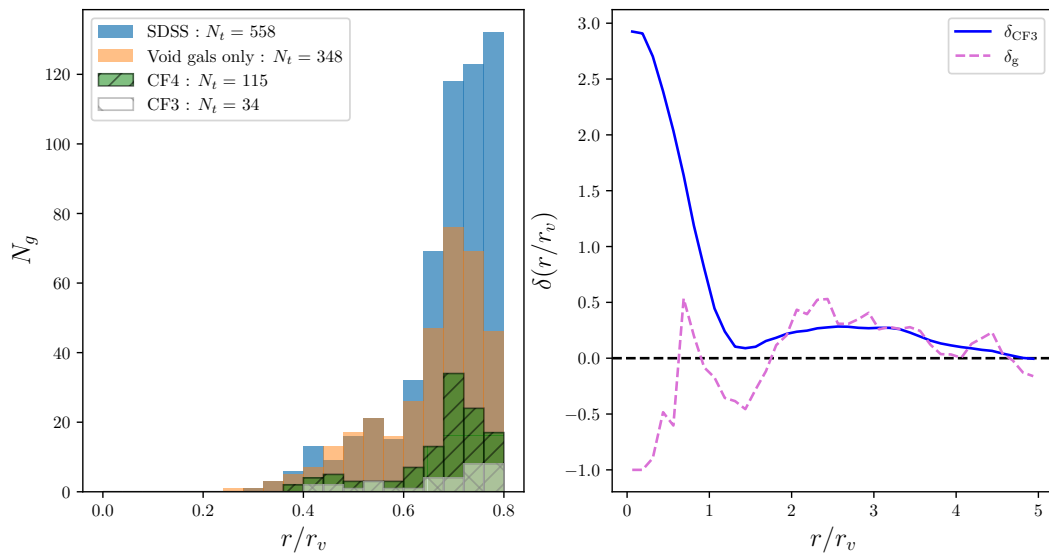 SDSS : N_t = 558
Void gals only : N_t = 348
CF4 : N_t = 115
CF3 : N_t = 34
N_g
0
20
40
60
80
100
120
0.0
0.2
0.4
0.6
0.8
r/r_v
δ_CF3
δ_g
δ(r/r_v)
3.0
2.5
2.0
1.5
1.0
0.5
0.0
−0.5
−1.0
0
1
2
3
4
5
r/r_v